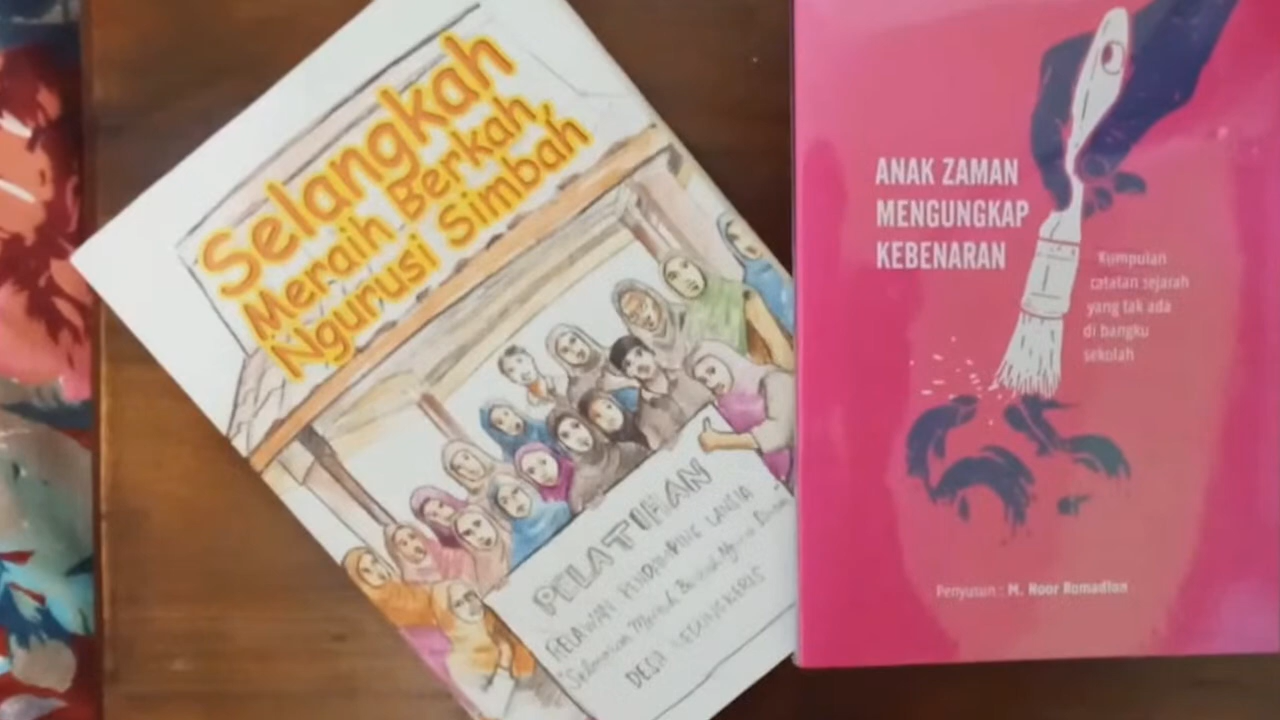 Selangkah
Meraih Berkah,
Ngurusi Simbah
PELATIHAN
RELAWAN PENDAMPING LANSIA
DESA
ANAK ZAMAN
MENGUNGKAP
KEBENARAN
Kumpulan
catatan sejarah
yang tak ada
di bangku
sekolah
Penyusun : M. Noor Romadlon